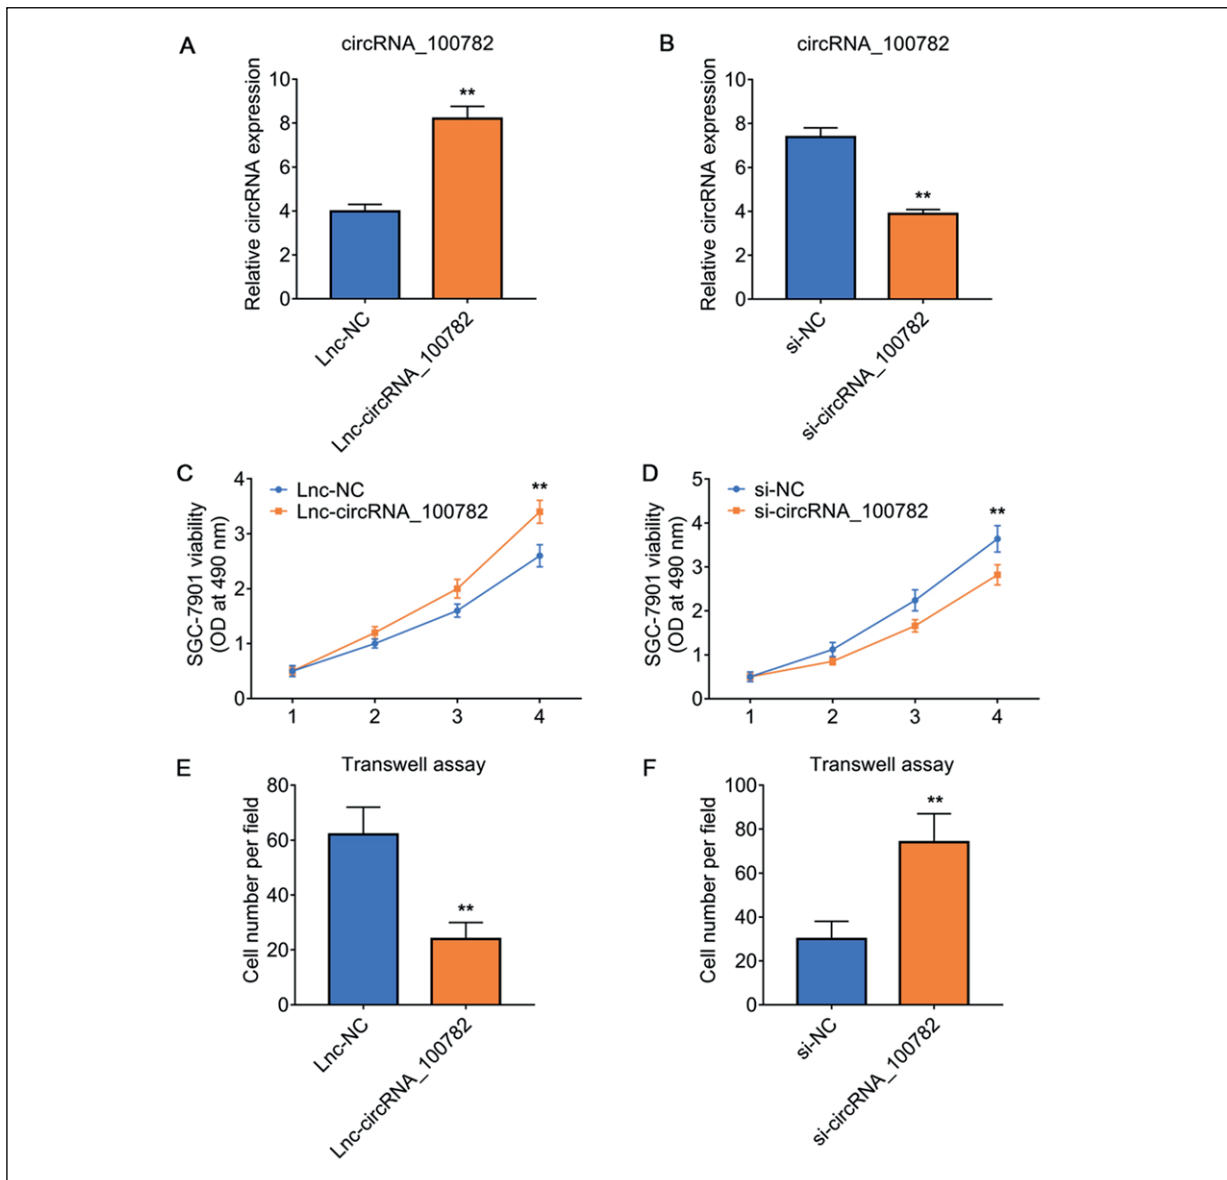 A
circRNA_100782
Relative circRNA expression
10
8
6
4
2
0
**
Lnc-NC
Lnc-circRNA_100782
B
circRNA_100782
Relative circRNA expression
10
8
6
4
2
0
**
si-NC
si-circRNA_100782
C
SGC-7901 viability
(OD at 490 nm)
4
3
2
1
0
Lnc-NC
Lnc-circRNA_100782
**
1 2 3 4
D
SGC-7901 viability
(OD at 490 nm)
5
4
3
2
1
0
si-NC
si-circRNA_100782
**
1 2 3 4
E
Transwell assay
Cell number per field
80
60
40
20
0
**
Lnc-NC
Lnc-circRNA_100782
F
Transwell assay
Cell number per field
100
80
60
40
20
0
**
si-NC
si-circRNA_100782